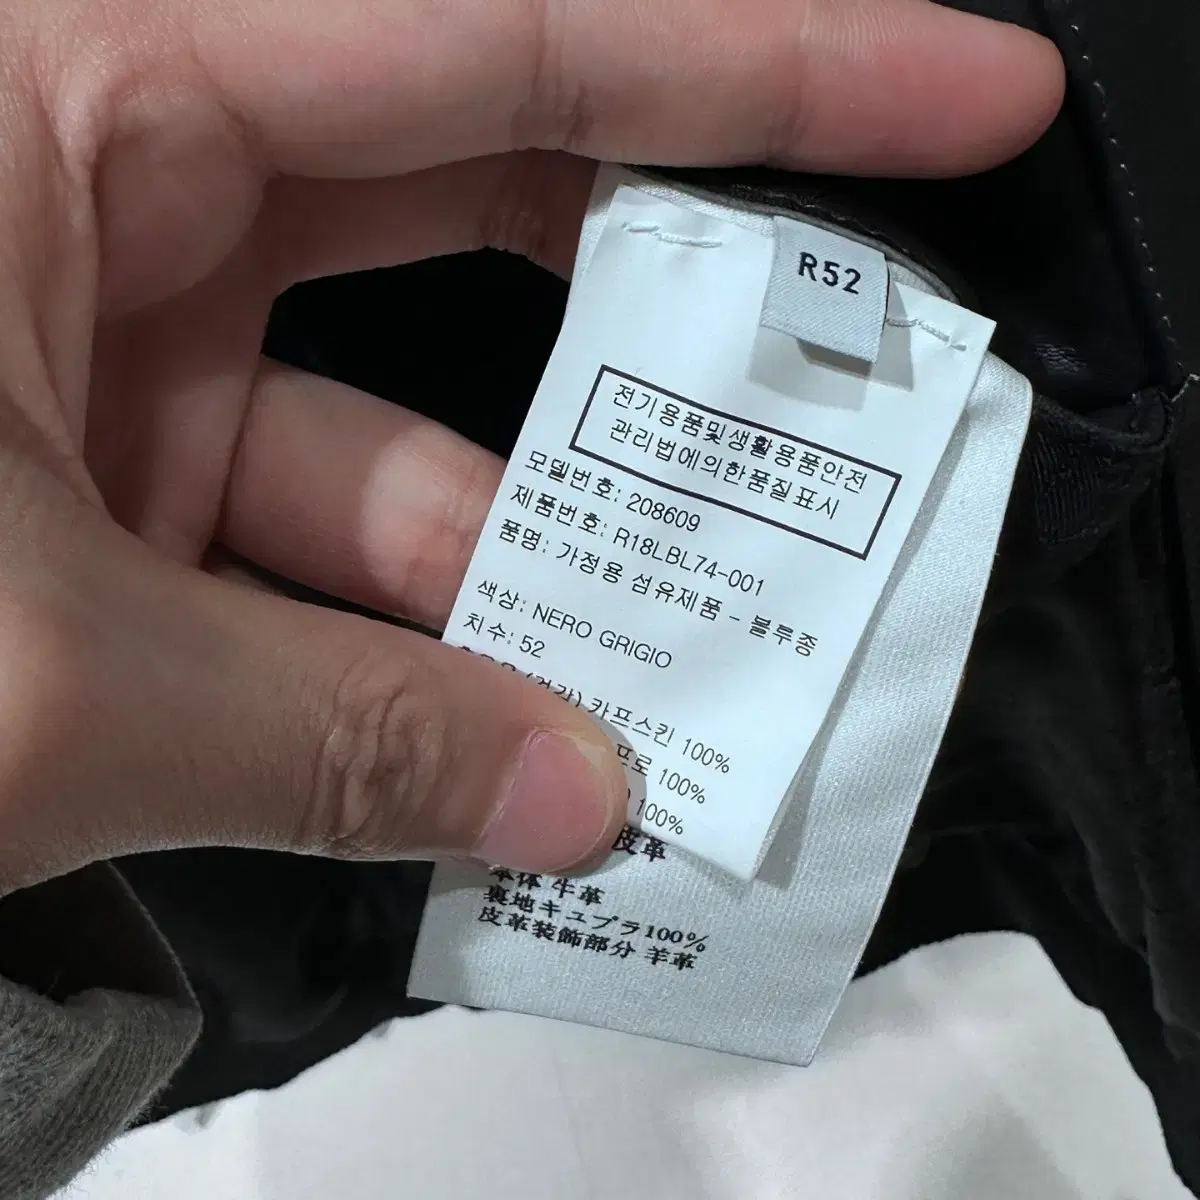 R52
전기용품및생활용품안전
관리법에의한품질표시
모델번호: 208609
제품번호: R18LBL74-001
품명: 가정용 섬유제품 - 블루종
색상: NERO GRIGIO
치수: 52
(겉감) 카프스킨 100%
프로 100%
100%
皮革
本体 牛革
裏地キュプラ100%
皮革装飾部分 羊革